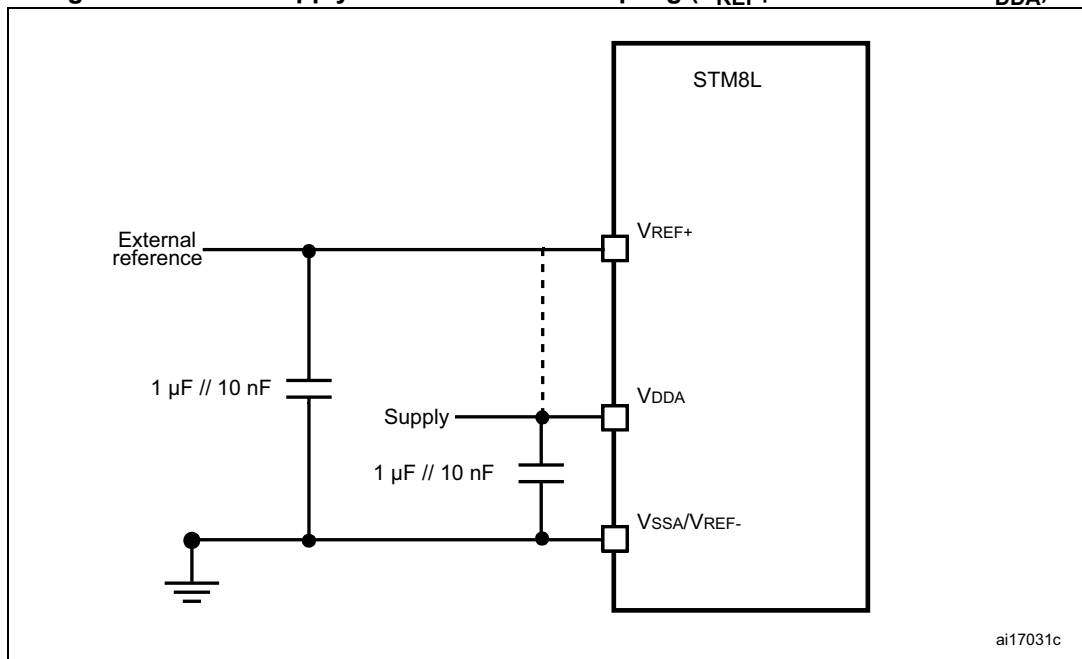 STM8L
VREF+
External
reference
1 µF // 10 nF
VDDA
Supply
1 µF // 10 nF
VSSA/VREF-
ai17031c